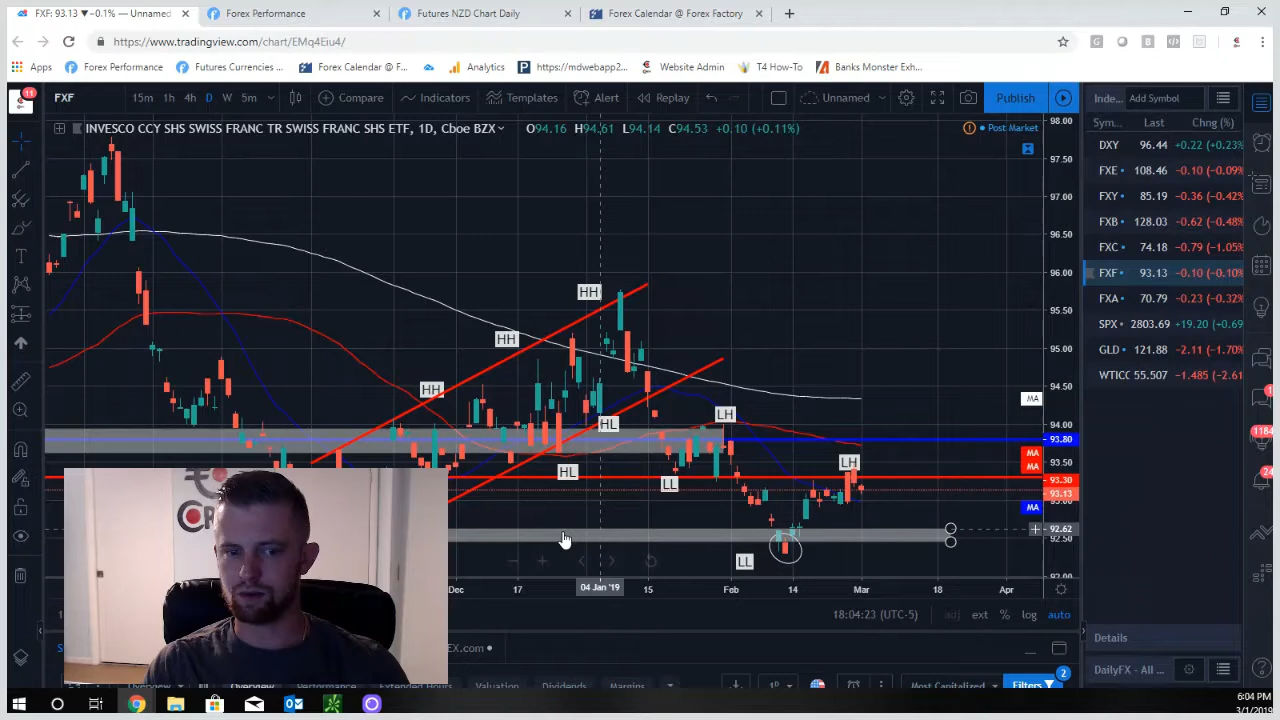 FXF: 93.13 ▼−0.1% — Unnamed
Forex Performance
Futures NZD Chart Daily
Forex Calendar @ Forex Factory
https://www.tradingview.com/chart/EMq4Eiu4/
Apps Forex Performance Futures Currencies ... Forex Calendar @ F... Analytics https://mdwebapp2... Website Admin T4 How-To Banks Monster Exh...
11
FXF 15m 1h 4h D W 5m Compare Indicators Templates Alert Replay Unnamed Publish
Inde... Add Symbol
Sym... Last Chng (%)
INVESCO CCY SHS SWISS FRANC TR SWISS FRANC SHS ETF, 1D, Cboe BZX O94.16 H94.61 L94.14 C94.53 +0.10 (+0.11%)
Post Market
DXY 96.44 +0.22 (+0.23%
FXE 108.46 −0.10 (−0.09%
FXY 85.19 −0.36 (−0.42%
FXB 128.03 −0.62 (−0.48%
FXC 74.18 −0.79 (−1.05%
FXF 93.13 −0.10 (−0.10%
FXA 70.79 −0.23 (−0.32%
SPX 2803.69 +19.20 (+0.69
GLD 121.88 −2.11 (−1.70%
WTICO 55.507 −1.485 (−2.61
98.00
97.50
97.00
96.50
96.00
95.50
95.00
94.50
94.00
93.80
93.50
93.30
93.13
93.00
92.62
92.50
92.00
MA
MA
MA
MA
HH
HH
HH
HL
HL
LH
LL
LH
LL
1184
24
Dec 17 04 Jan '19 15 Feb 14 Mar 18 Apr
18:04:23 (UTC-5) adj ext % log auto
Details
EX.com
DailyFX - All ...
Overview Overview Performance Extended Hours Valuation Dividends Margins 1D Most Capitalized Filters
2
6:04 PM
3/1/2019